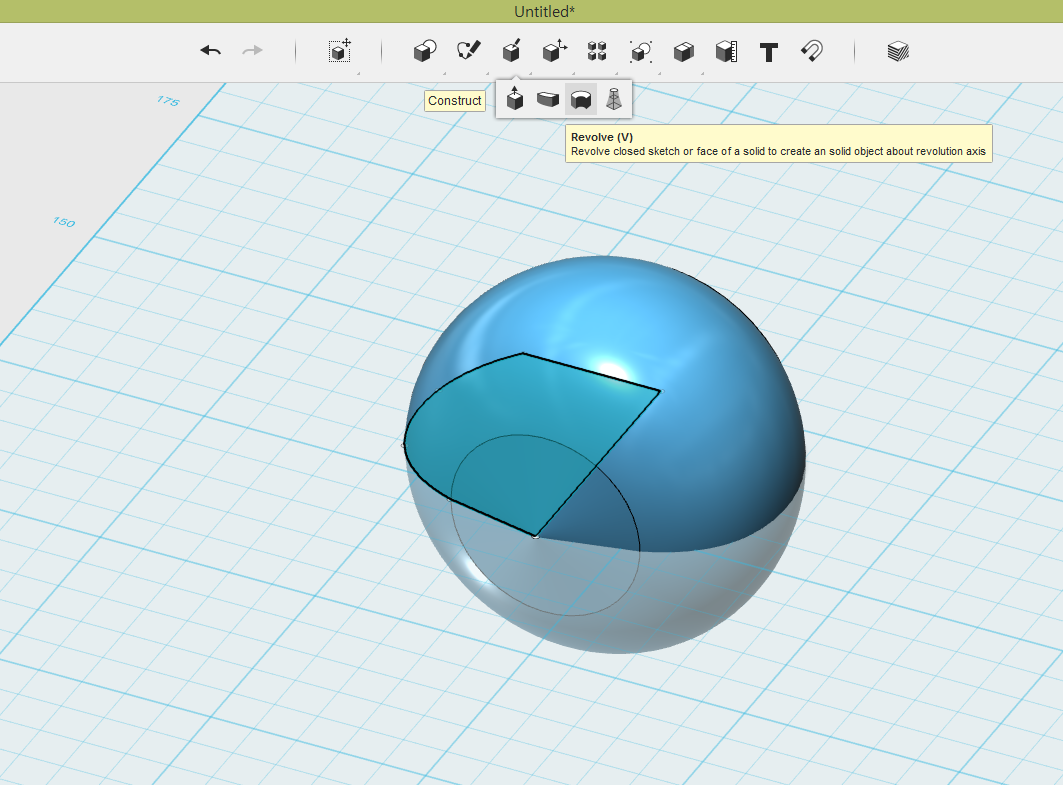 Untitled*
T
Construct
Revolve (V)
Revolve closed sketch or face of a solid to create an solid object about revolution axis
175
150